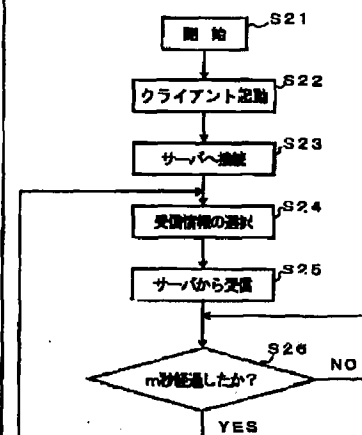 S21
開始
S22
クライアント起動
S23
サーバへ接続
S24
受信情報の選択
S25
サーバから受信
S26
m秒経過したか?
NO
YES